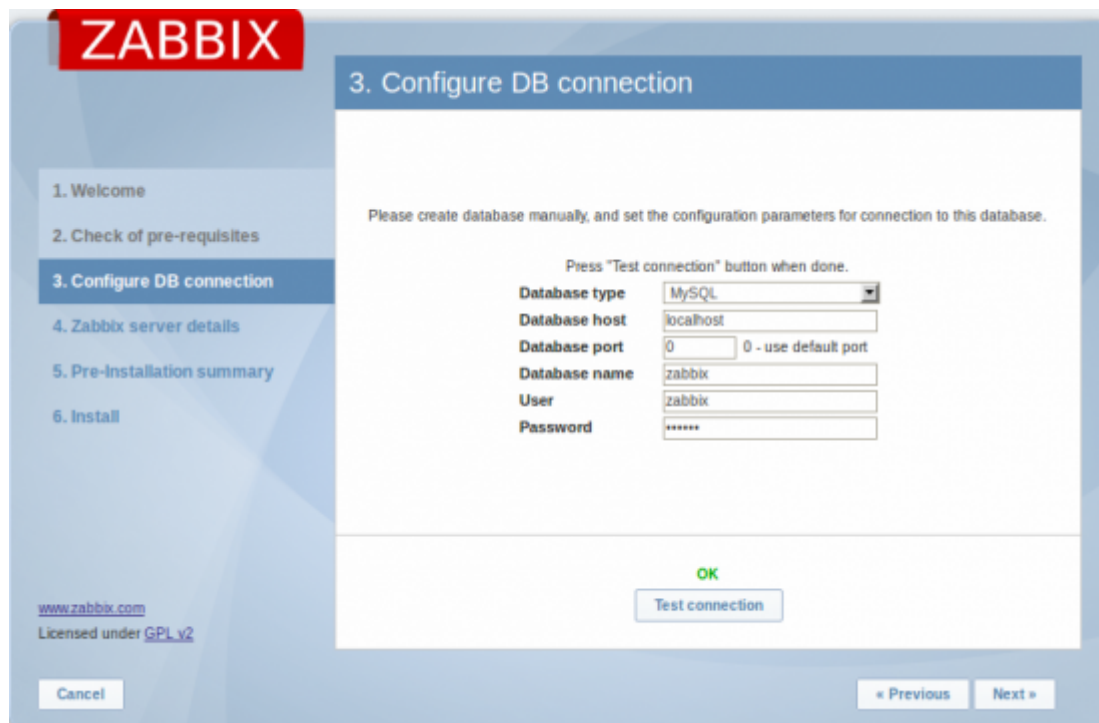 ZABBIX
3. Configure DB connection
1. Welcome
2. Check of pre-requisites
3. Configure DB connection
4. Zabbix server details
5. Pre-Installation summary
6. Install
Please create database manually, and set the configuration parameters for connection to this database.
Press "Test connection" button when done.
Database type MySQL
Database host localhost
Database port 0 0 - use default port
Database name zabbix
User zabbix
Password ••••••
OK
Test connection
www.zabbix.com
Licensed under GPL v2
Cancel « Previous Next »